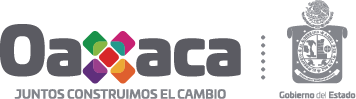 Oaxaca
JUNTOS CONSTRUIMOS EL CAMBIO
Gobierno del Estado